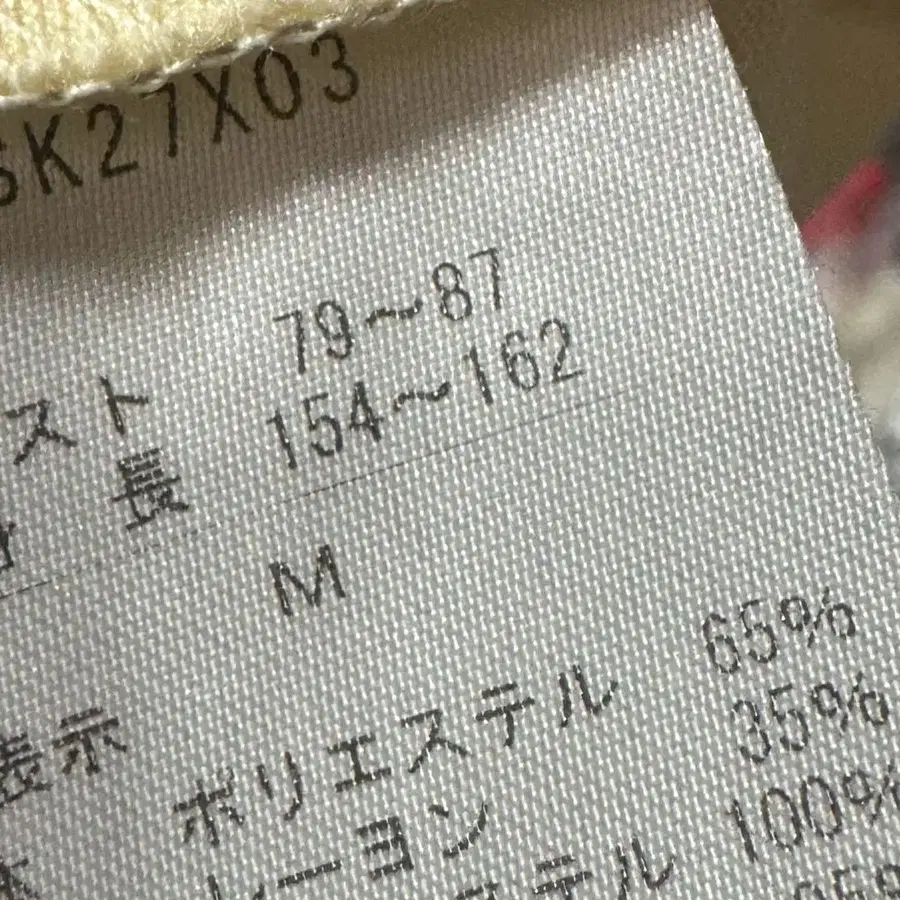 K27X03
スト 79～87
長 154～162
M
表示 ポリエステル 65%
レーヨン 35%
ステル 100%